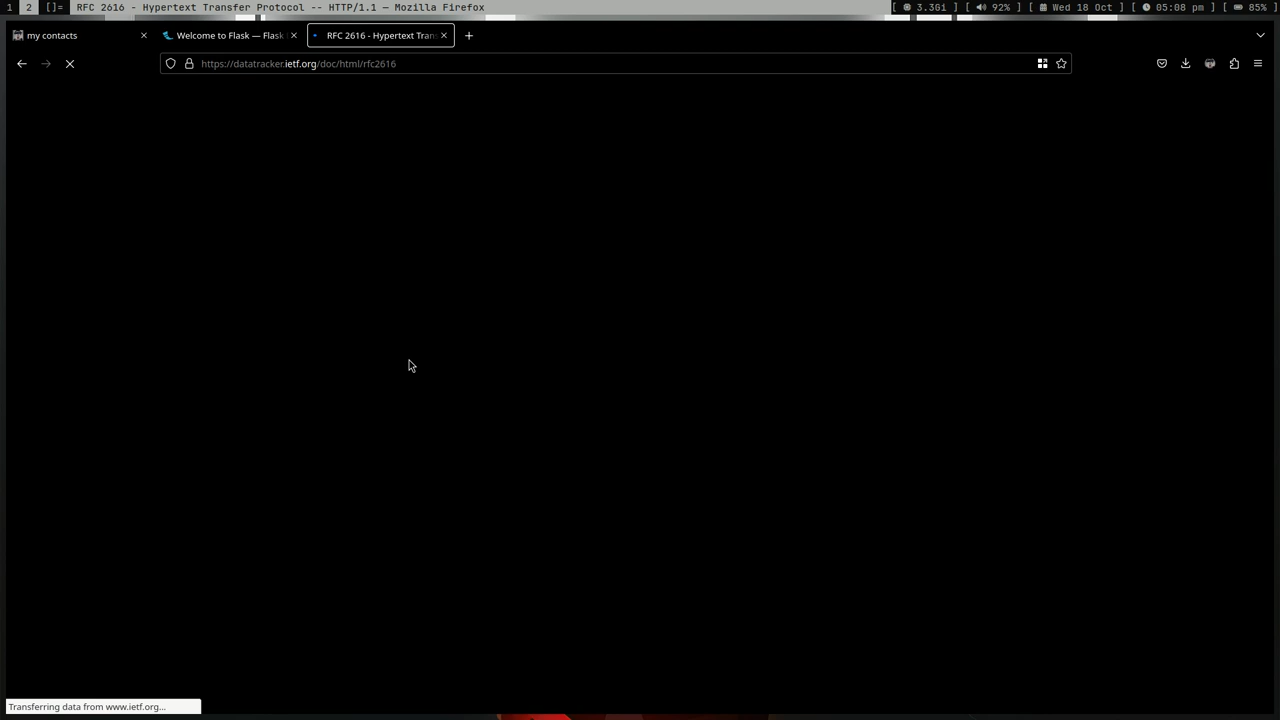 1 2 []= RFC 2616 - Hypertext Transfer Protocol -- HTTP/1.1 — Mozilla Firefox [ 3.3Gi ] [ 92% ] [ Wed 18 Oct ] [ 05:08 pm ] [ 85% ]
my contacts Welcome to Flask — Flask RFC 2616 - Hypertext Tran
https://datatracker.ietf.org/doc/html/rfc2616
Transferring data from www.ietf.org...